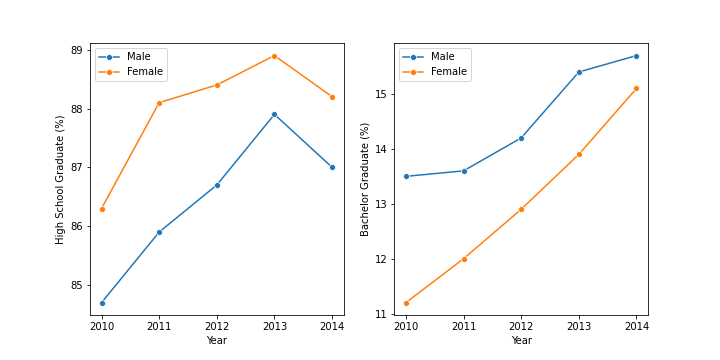 89
88
87
86
85
High School Graduate (%)
Male
Female
2010 2011 2012 2013 2014
Year
15
14
13
12
11
Bachelor Graduate (%)
Male
Female
2010 2011 2012 2013 2014
Year